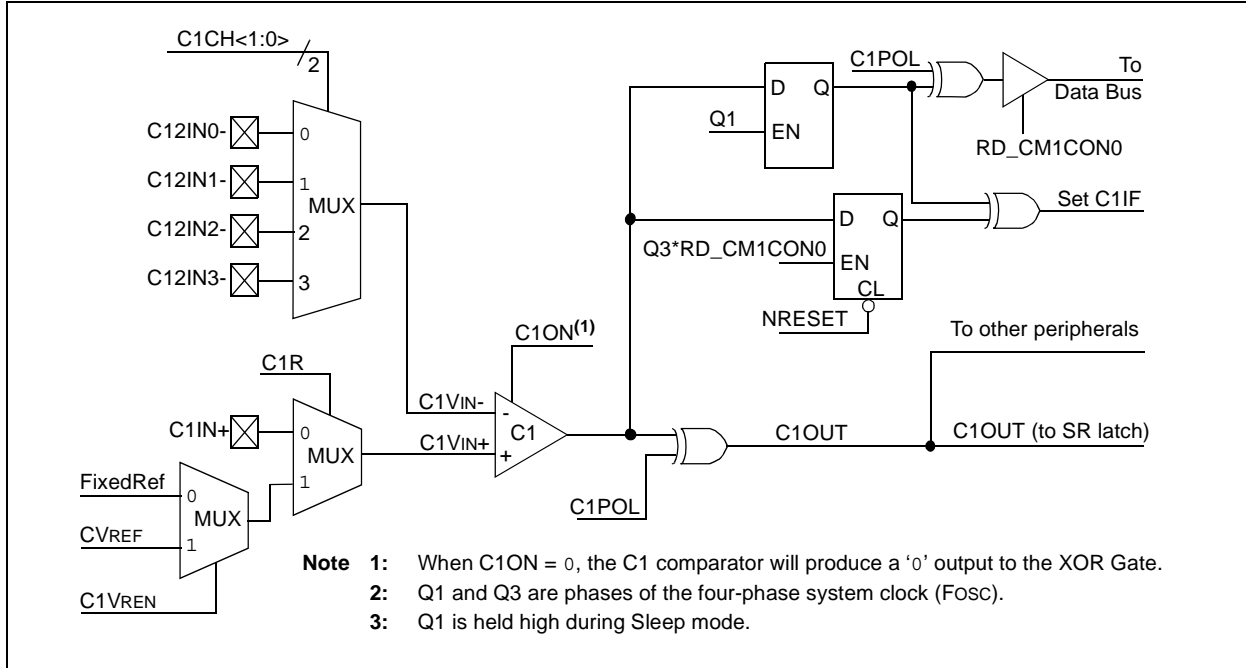 C1CH<1:0>
2
C12IN0-
0
C12IN1-
1
MUX
C12IN2-
2
C12IN3-
3
C1POL
To
Data Bus
D
Q
Q1
EN
RD_CM1CON0
D
Q
Set C1IF
Q3*RD_CM1CON0
EN
CL
NRESET
To other peripherals
C1ON(1)
C1R
C1VIN-
-
C1IN+
0
C1
MUX
C1VIN+
+
C1OUT
C1OUT (to SR latch)
1
FixedRef
0
MUX
C1POL
CVREF
1
C1VREN
Note 1: When C1ON = 0, the C1 comparator will produce a ‘0’ output to the XOR Gate.
2: Q1 and Q3 are phases of the four-phase system clock (FOSC).
3: Q1 is held high during Sleep mode.